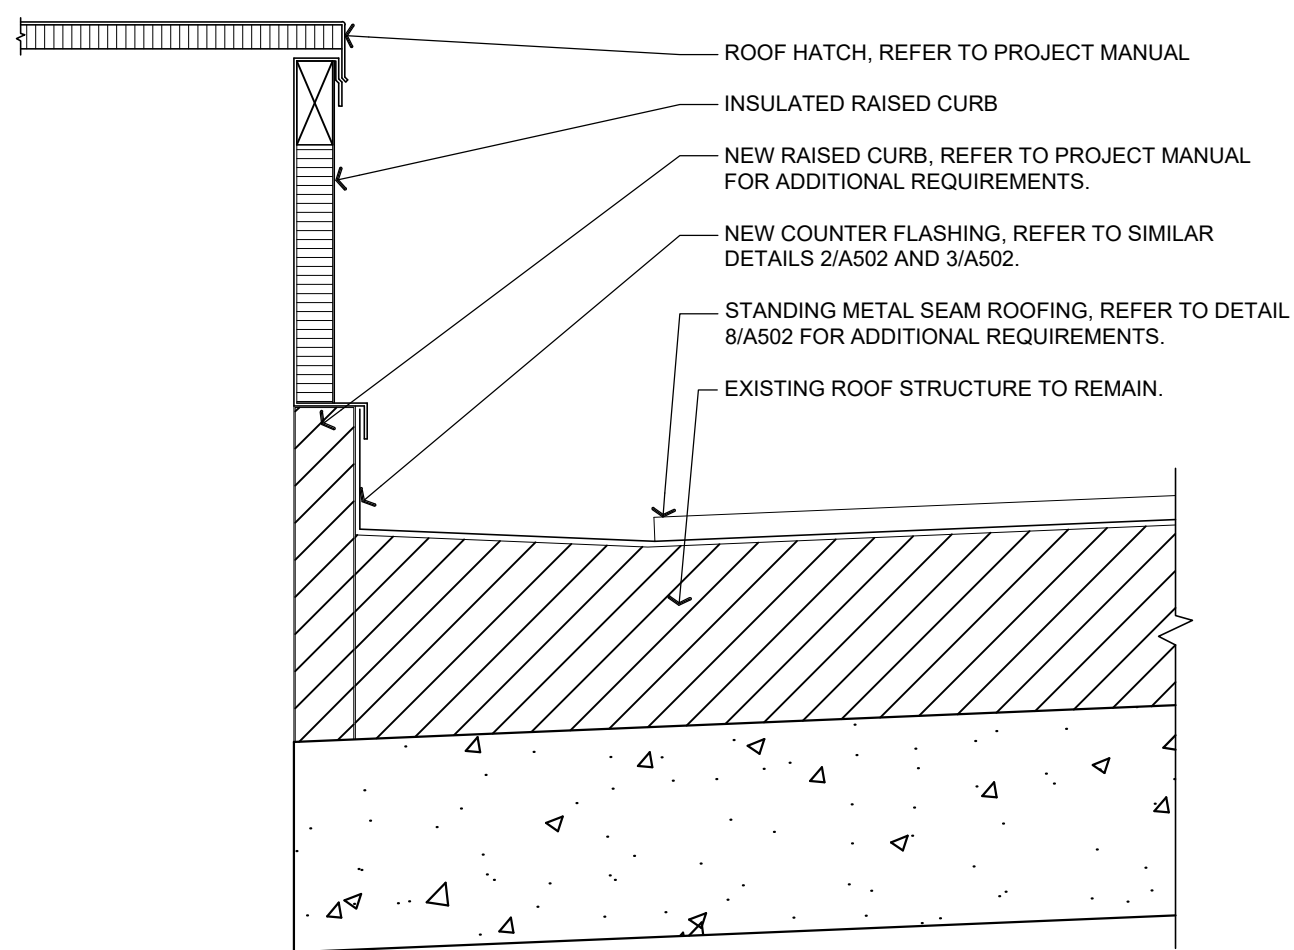 ROOF HATCH, REFER TO PROJECT MANUAL
INSULATED RAISED CURB
NEW RAISED CURB, REFER TO PROJECT MANUAL
FOR ADDITIONAL REQUIREMENTS.
NEW COUNTER FLASHING, REFER TO SIMILAR
DETAILS 2/A502 AND 3/A502.
STANDING METAL SEAM ROOFING, REFER TO DETAIL
8/A502 FOR ADDITIONAL REQUIREMENTS.
EXISTING ROOF STRUCTURE TO REMAIN.